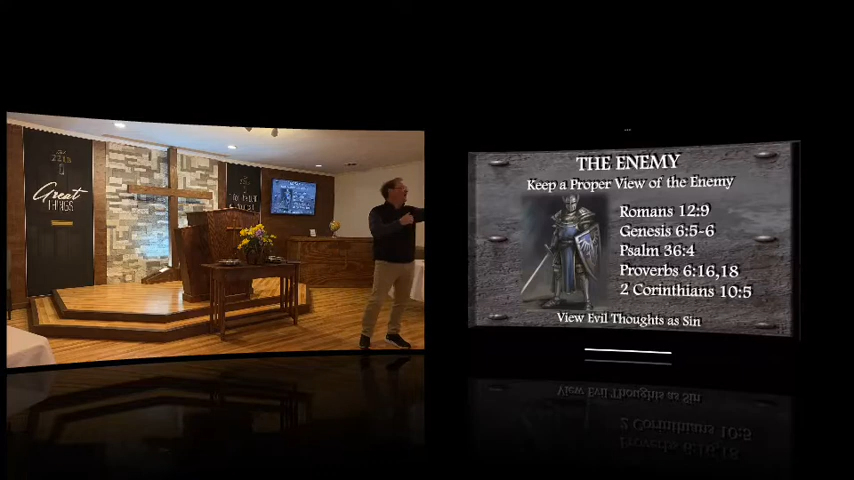 Great
THINGS
THE ENEMY
Keep a Proper View of the Enemy
Romans 12:9
Genesis 6:5-6
Psalm 36:4
Proverbs 6:16,18
2 Corinthians 10:5
View Evil Thoughts as Sin